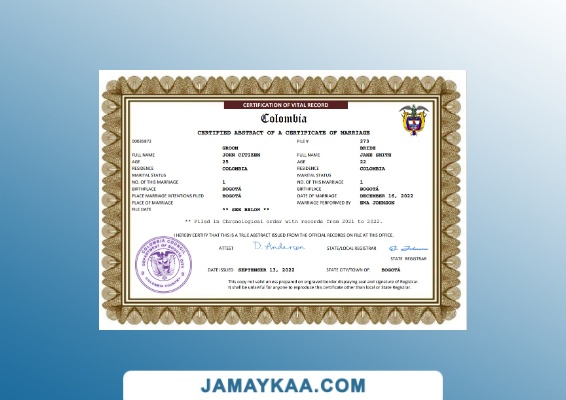 CERTIFICATION OF VITAL RECORD
Colombia
CERTIFIED ABSTRACT OF A CERTIFICATE OF MARRIAGE
FILE # 273
GROOM BRIDE
FULL NAME JOHN CITIZEN FULL NAME JANE SMITH
AGE 25 AGE 22
RESIDENCE COLOMBIA RESIDENCE COLOMBIA
MARITAL STATUS MARITAL STATUS
NO. OF THIS MARRIAGE 1 NO. OF THIS MARRIAGE 1
BIRTHPLACE BOGOTÁ BIRTHPLACE BOGOTÁ
PLACE MARRIAGE INTENTIONS FILED BOGOTÁ DATE OF MARRIAGE DECEMBER 16, 2022
PLACE OF MARRIAGE MARRIAGE PERFORMED BY EMA JOHNSON
FILE DATE ** SEE BELOW **
** Filed in Chronological order with records from 2021 to 2022.
I HEREBY CERTIFY THAT THIS IS A TRUE ABSTRACT ISSUED FROM THE OFFICIAL RECORDS ON FILE AT THIS OFFICE.
ATTEST D. Anderson STATE/LOCAL REGISTRAR
STATE REGISTRAR
DATE ISSUED SEPTEMBER 13, 2022 STATE CITY/TOWN OF BOGOTÁ
This copy not valid unless prepared on engraved border displaying seal and signature of Registrar.
It shall be unlawful for anyone to reproduce this certificate other than local or State Registrar.
JAMAYKAA.COM